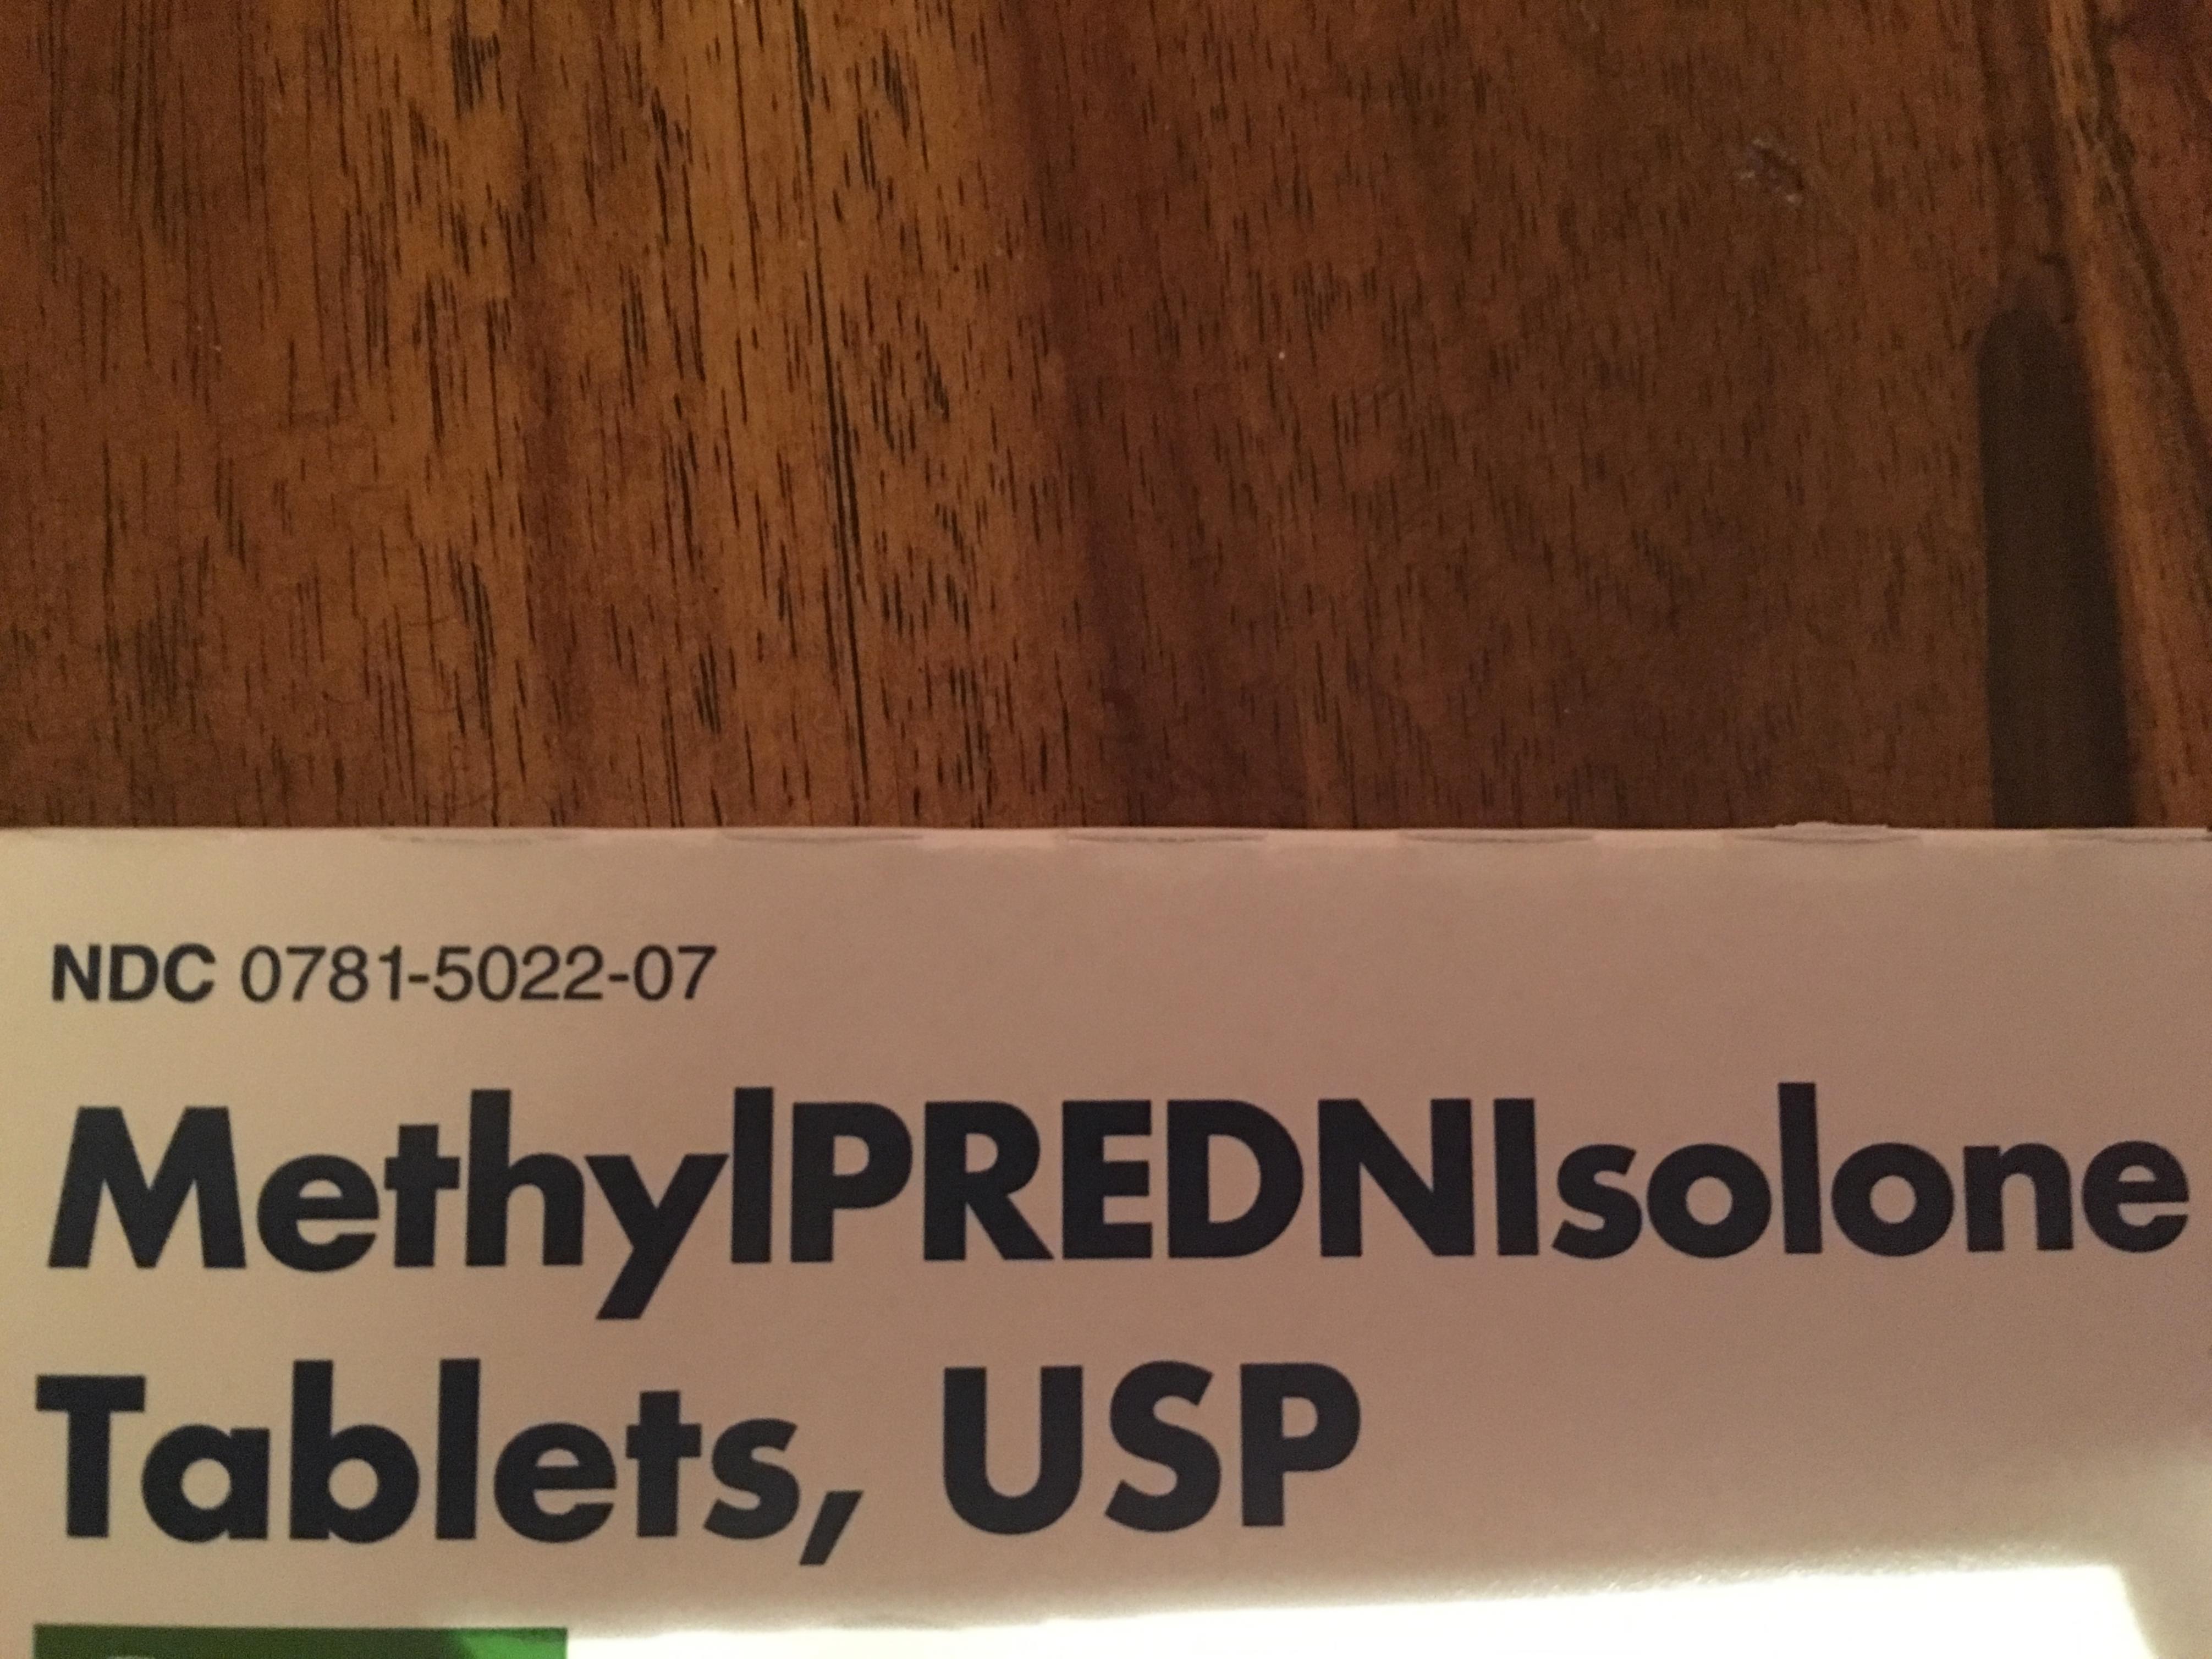 NDC 0781-5022-07
MethylPREDNISolone
Tablets, USP